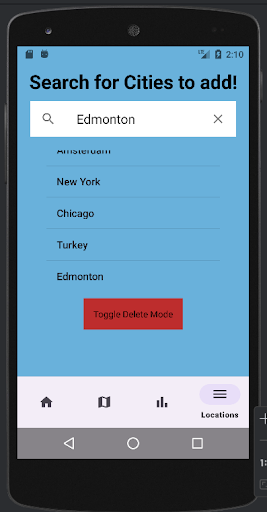 2:10
Search for Cities to add!
Edmonton
Amsterdam
New York
Chicago
Turkey
Edmonton
Toggle Delete Mode
Locations